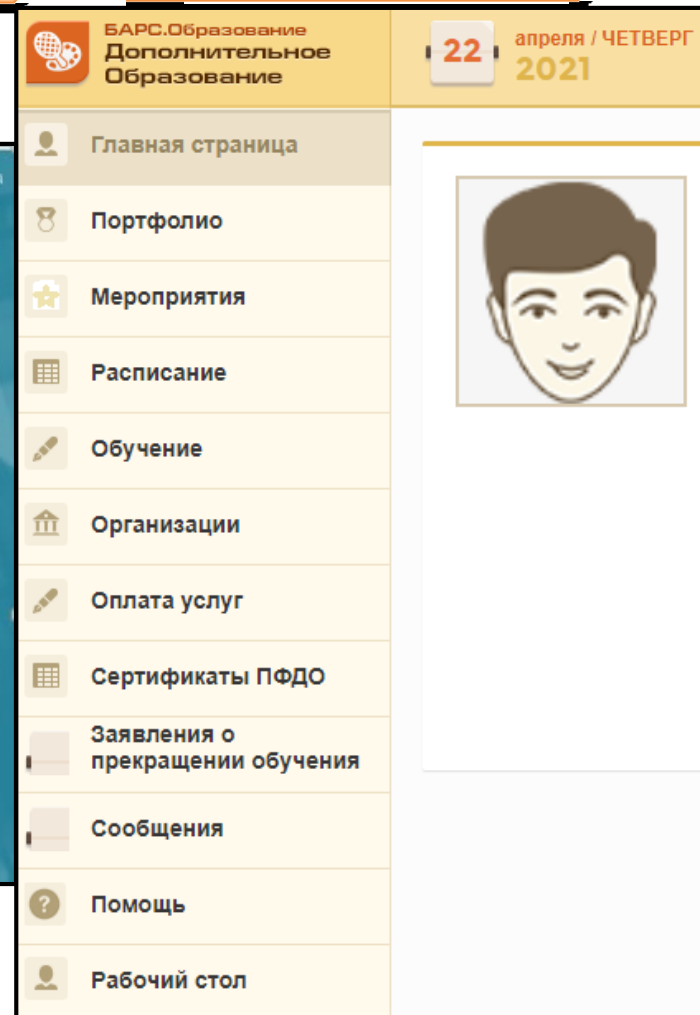 БАРС.Образование
Дополнительное
Образование
22
апреля / ЧЕТВЕРГ
2021
Главная страница
Портфолио
Мероприятия
Расписание
Обучение
Организации
Оплата услуг
Сертификаты ПФДО
Заявления о
прекращении обучения
Сообщения
?
Помощь
Рабочий стол